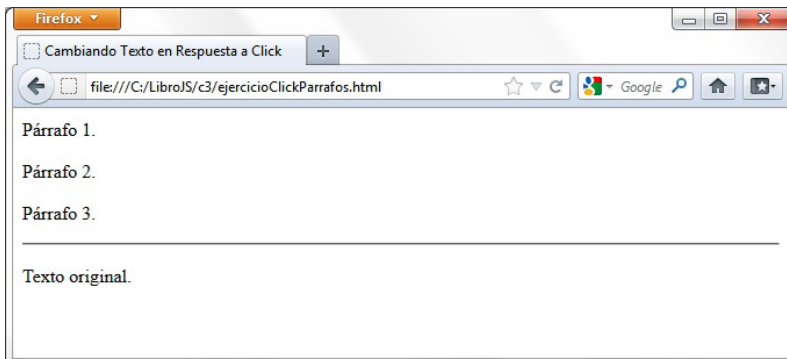 Firefox
Cambiando Texto en Respuesta a Click
file:///C:/LibroJS/c3/ejercicioClickParrafos.html
Google
Párrafo 1.
Párrafo 2.
Párrafo 3.
Texto original.